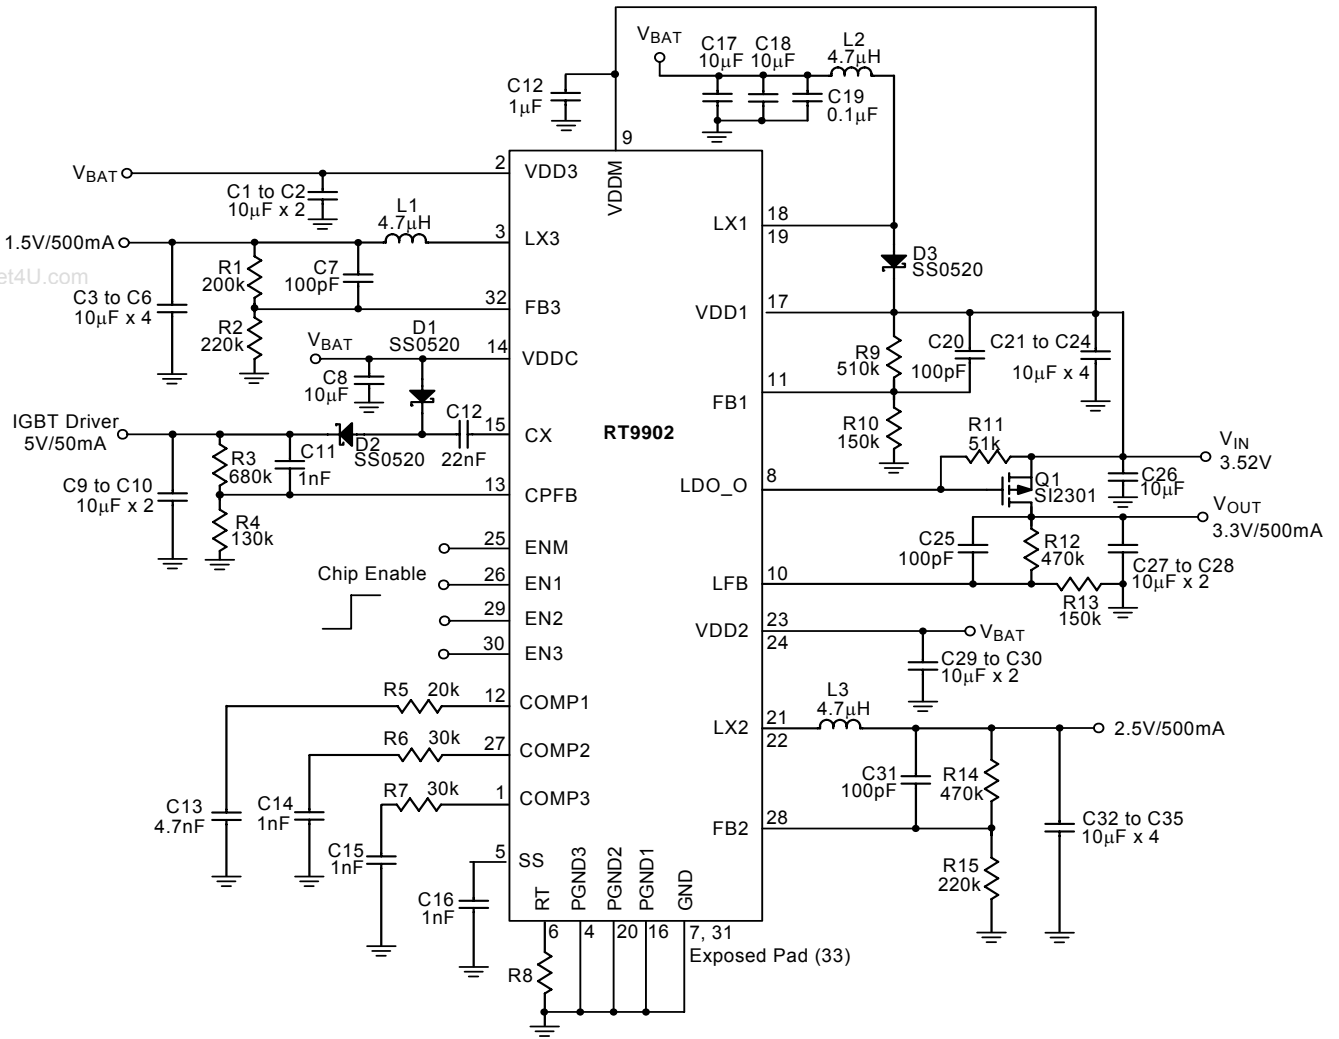 VBAT
C17
10μF
C18
10μF
L2
4.7μH
C12
1μF
C19
0.1μF
9
VDDM
VBAT
2
VDD3
C1 to C2
10μF x 2
L1
4.7μH
1.5V/500mA
3
LX3
et4U.com
R1
200k
C7
100pF
C3 to C6
10μF x 4
32
FB3
R2
220k
D1
SS0520
VBAT
14
VDDC
C8
10μF
IGBT Driver
5V/50mA
C12
22nF
15
CX
D2
SS0520
R3
680k
C11
1nF
C9 to C10
10μF x 2
13
CPFB
R4
130k
25
ENM
Chip Enable
26
EN1
29
EN2
30
EN3
R5 20k
12
COMP1
R6 30k
27
COMP2
R7 30k
1
COMP3
C13
4.7nF
C14
1nF
C15
1nF
5
SS
C16
1nF
RT
PGND3
PGND2
PGND1
GND
6
4
20
16
7, 31
Exposed Pad (33)
R8
RT9902
LX1
18
19
D3
SS0520
VDD1
17
R9
510k
C20
100pF
C21 to C24
10μF x 4
FB1
11
R10
150k
R11
51k
VIN
3.52V
LDO_O
8
Q1
SI2301
C26
10μF
VOUT
3.3V/500mA
C25
100pF
R12
470k
C27 to C28
10μF x 2
LFB
10
R13
150k
VDD2
23
24
VBAT
C29 to C30
10μF x 2
L3
4.7μH
LX2
21
22
2.5V/500mA
C31
100pF
R14
470k
C32 to C35
10μF x 4
FB2
28
R15
220k